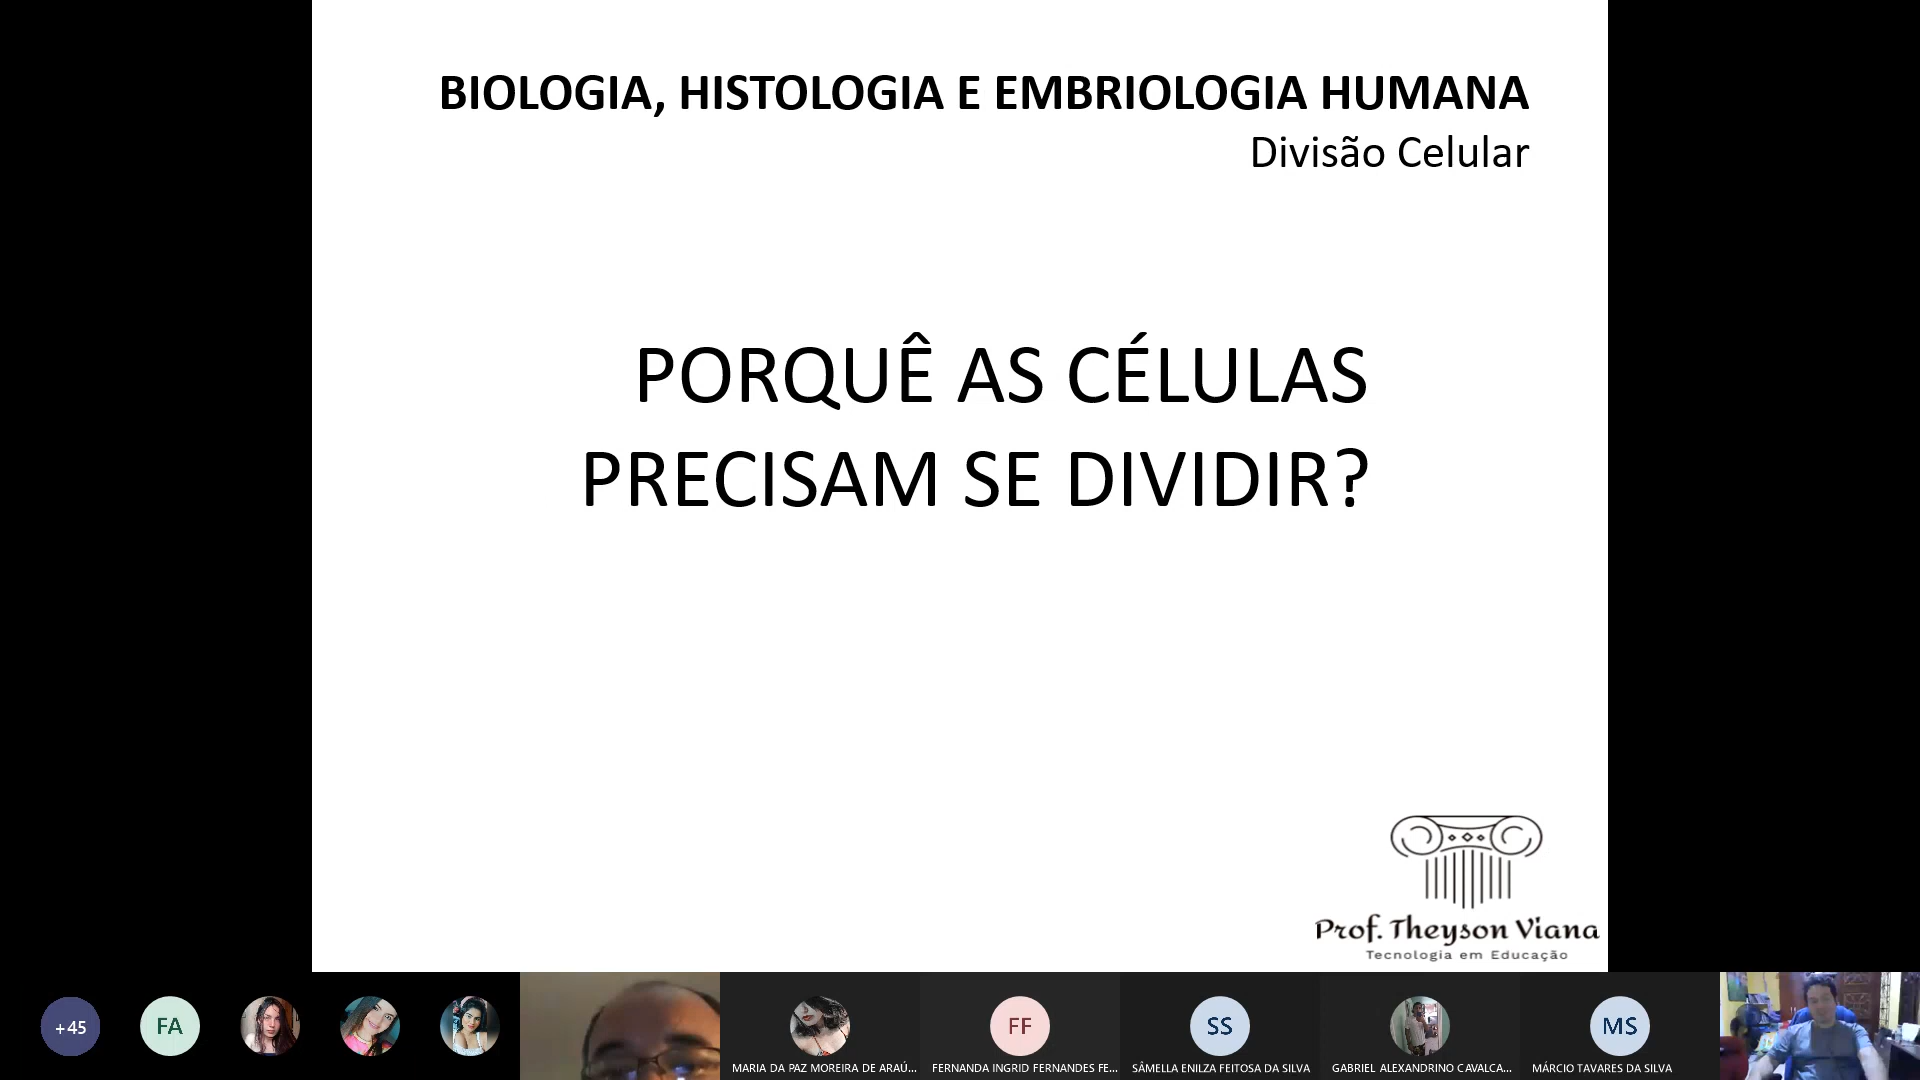 BIOLOGIA, HISTOLOGIA E EMBRIOLOGIA HUMANA
Divisão Celular
PORQUÊ AS CÉLULAS
PRECISAM SE DIVIDIR?
Prof. Theyson Viana
Tecnologia em Educação
+45
FA
FF
SS
MS
MARIA DA PAZ MOREIRA DE ARAÚ...
FERNANDA INGRID FERNANDES FE...
SÂMELLA ENILZA FEITOSA DA SILVA
GABRIEL ALEXANDRINO CAVALCA...
MÁRCIO TAVARES DA SILVA